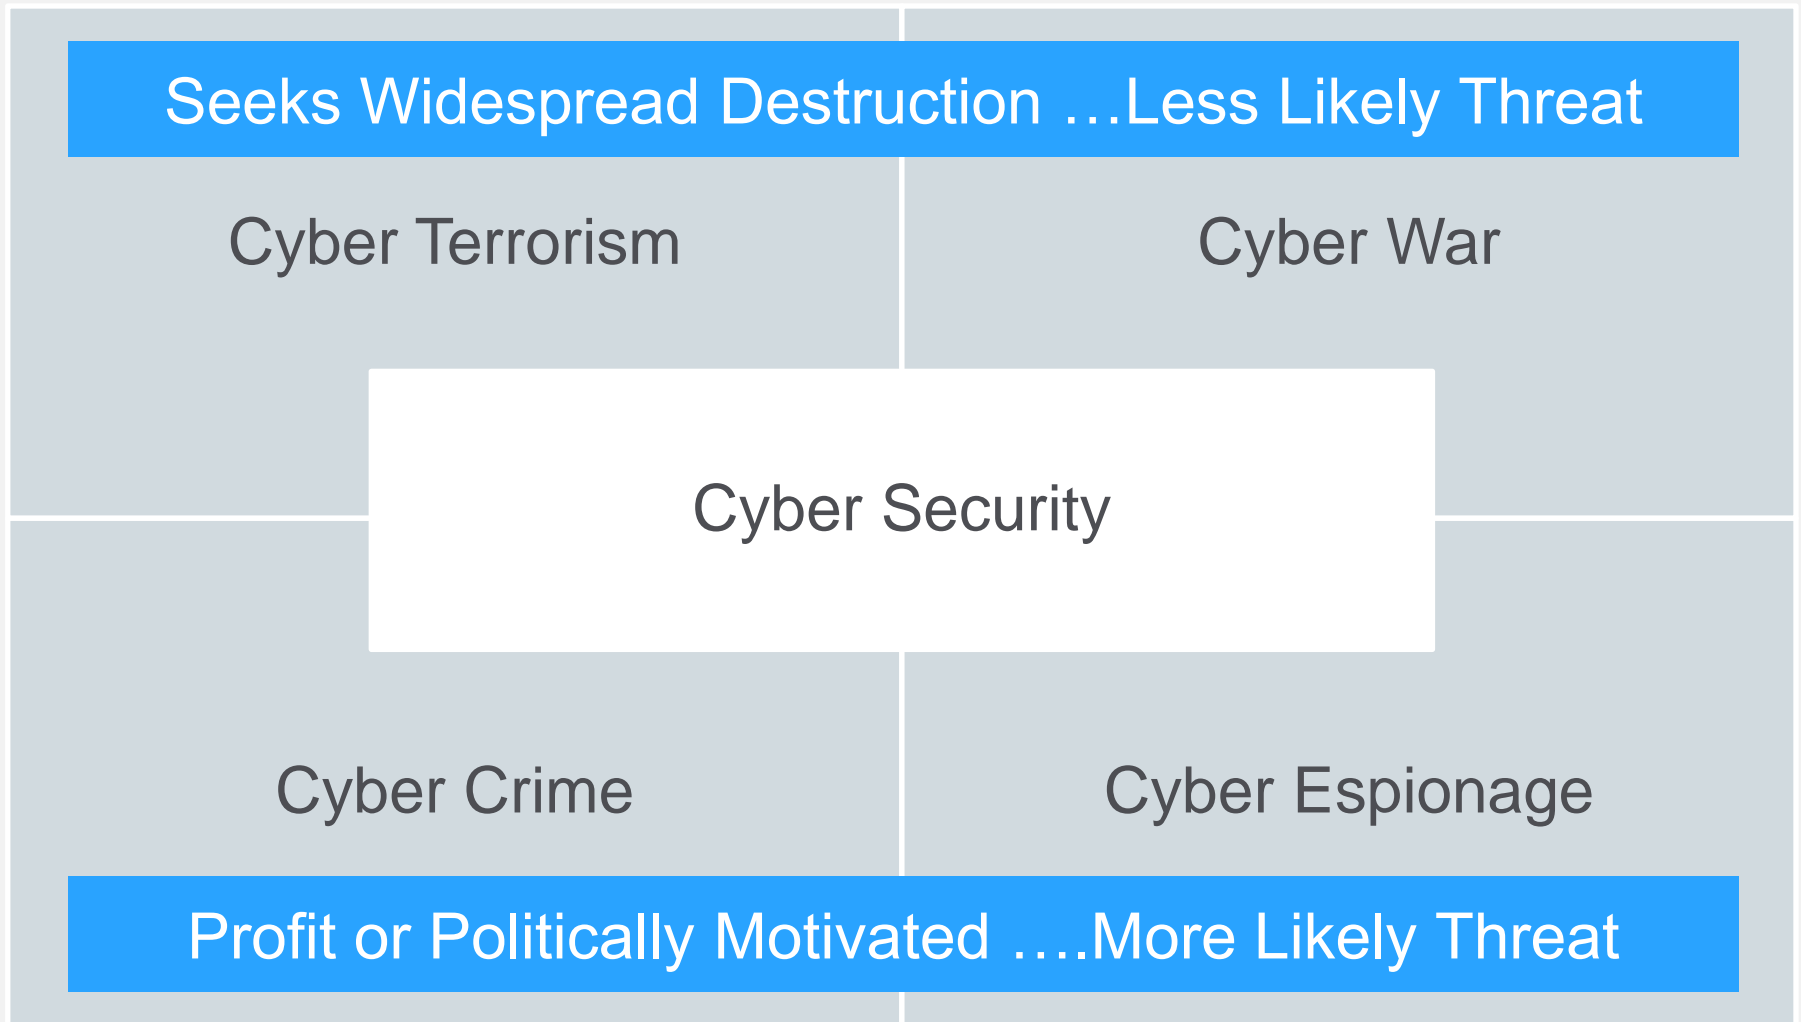 Seeks Widespread Destruction …Less Likely Threat
Cyber Terrorism
Cyber War
Cyber Security
Cyber Crime
Cyber Espionage
Profit or Politically Motivated ….More Likely Threat